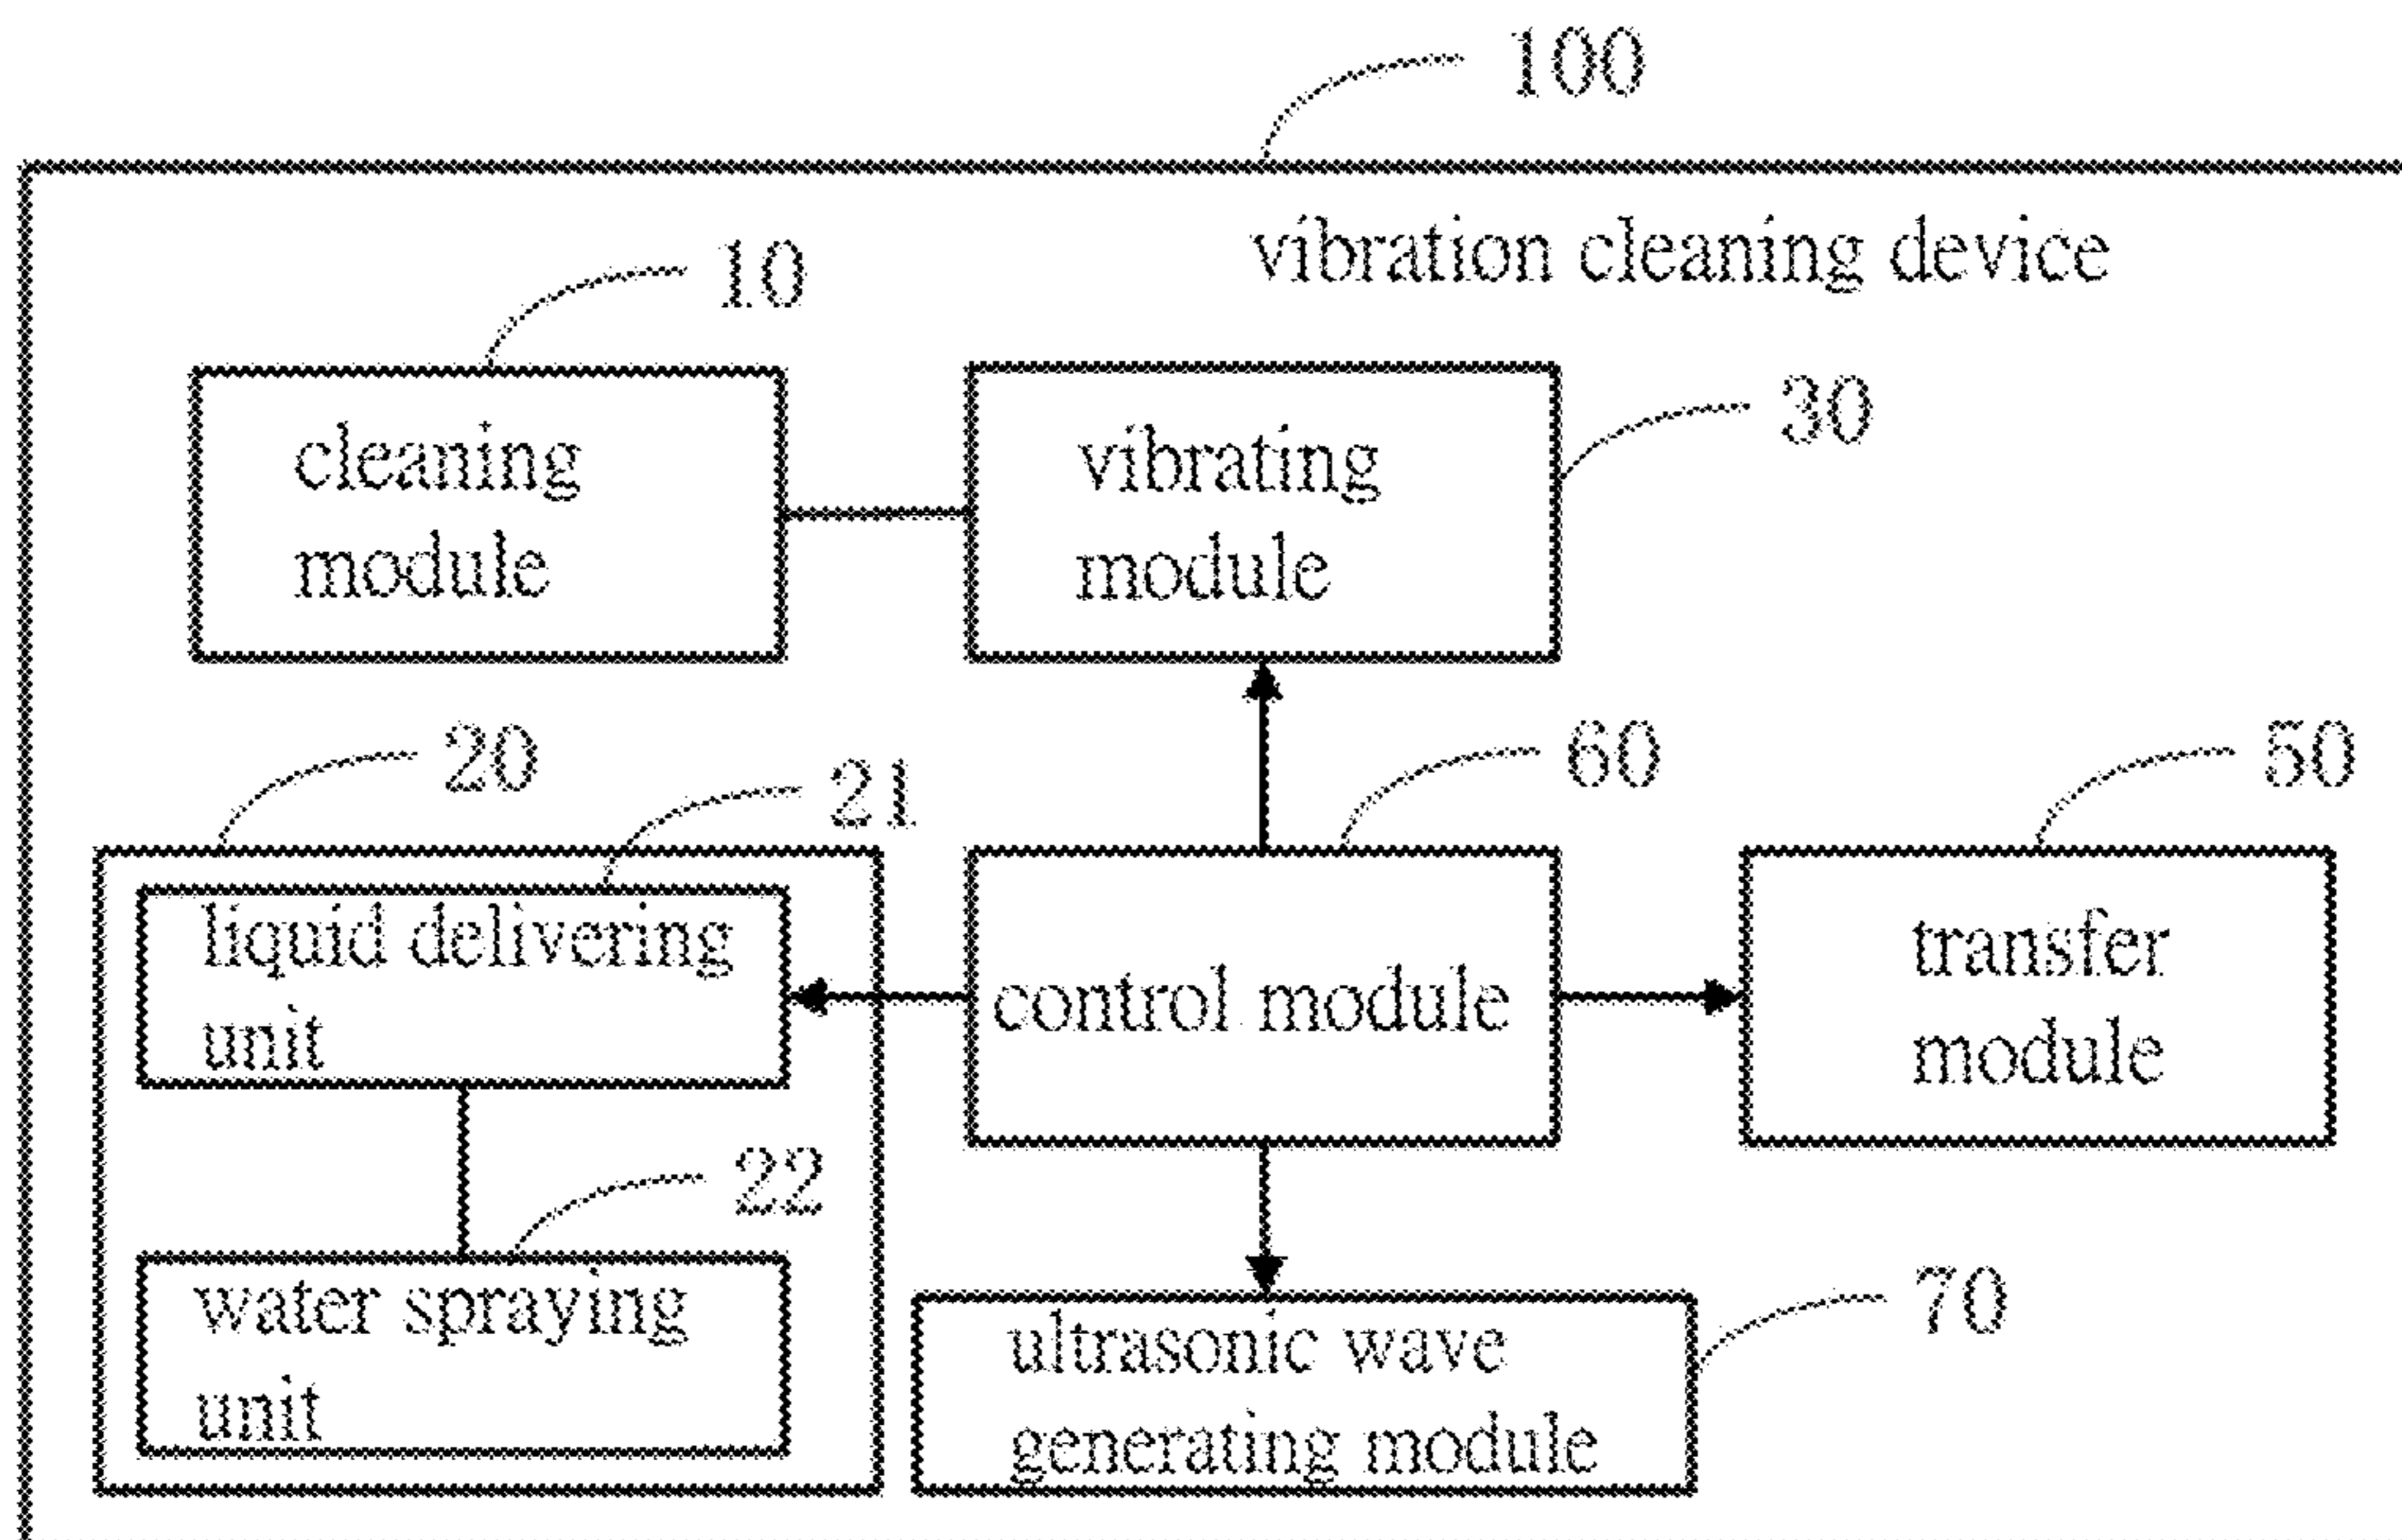 100
vibration cleaning device
10
cleaning
module
vibrating
module
30
20
21
60
50
liquid delivering
unit
control module
transfer
module
22
water spraying
unit
70
ultrasonic wave
generating module